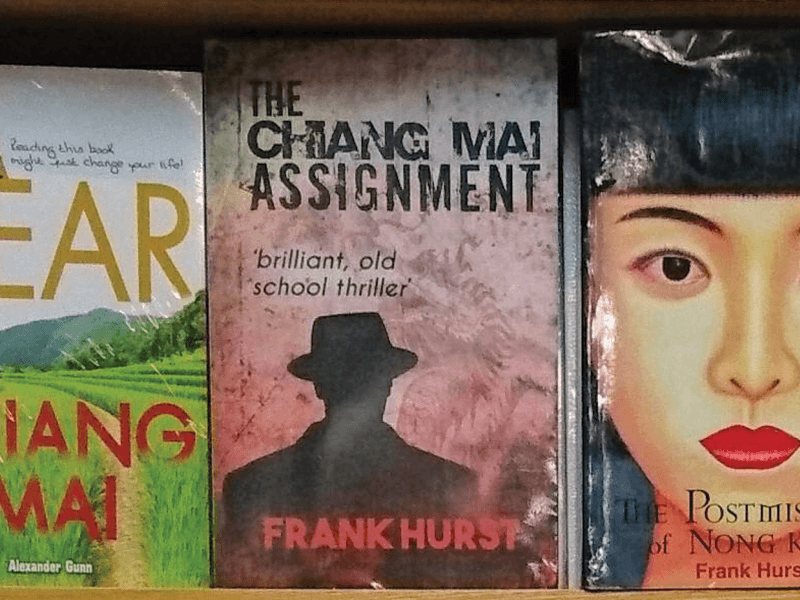 Reading this book
might just change your life!
EAR
IANG
MAI
Alexander Gunn
THE
CHIANG MAI
ASSIGNMENT
'brilliant, old
school thriller'
FRANK HURST
THE POSTMIS
of NONG K
Frank Hurs